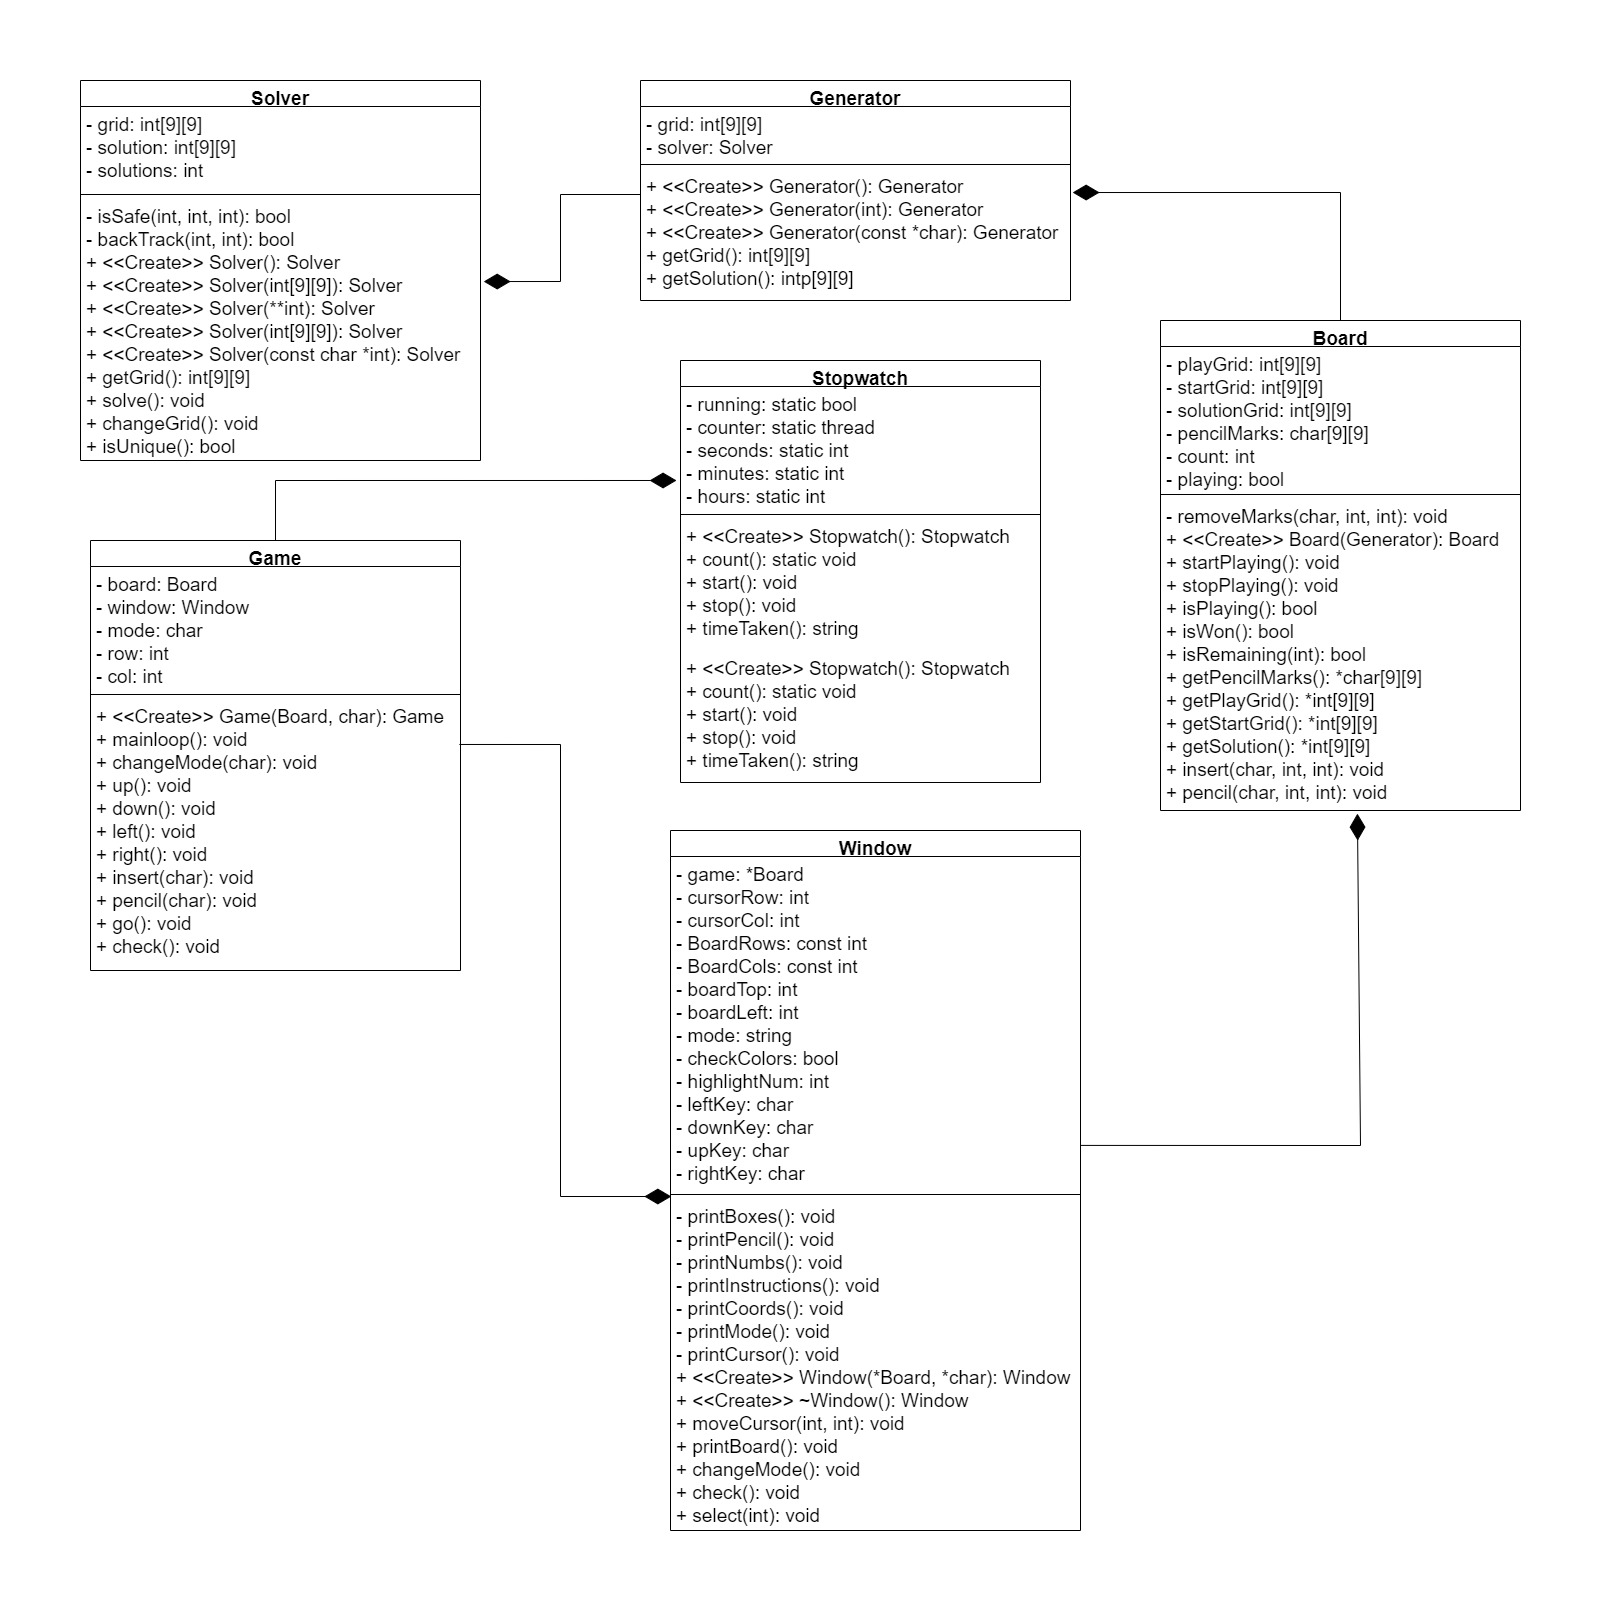 Solver
- grid: int[9][9]
- solution: int[9][9]
- solutions: int
- isSafe(int, int, int): bool
- backTrack(int, int): bool
+ <<Create>> Solver(): Solver
+ <<Create>> Solver(int[9][9]): Solver
+ <<Create>> Solver(**int): Solver
+ <<Create>> Solver(int[9][9]): Solver
+ <<Create>> Solver(const char *int): Solver
+ getGrid(): int[9][9]
+ solve(): void
+ changeGrid(): void
+ isUnique(): bool
Generator
- grid: int[9][9]
- solver: Solver
+ <<Create>> Generator(): Generator
+ <<Create>> Generator(int): Generator
+ <<Create>> Generator(const *char): Generator
+ getGrid(): int[9][9]
+ getSolution(): intp[9][9]
Board
- playGrid: int[9][9]
- startGrid: int[9][9]
- solutionGrid: int[9][9]
- pencilMarks: char[9][9]
- count: int
- playing: bool
- removeMarks(char, int, int): void
+ <<Create>> Board(Generator): Board
+ startPlaying(): void
+ stopPlaying(): void
+ isPlaying(): bool
+ isWon(): bool
+ isRemaining(int): bool
+ getPencilMarks(): *char[9][9]
+ getPlayGrid(): *int[9][9]
+ getStartGrid(): *int[9][9]
+ getSolution(): *int[9][9]
+ insert(char, int, int): void
+ pencil(char, int, int): void
Stopwatch
- running: static bool
- counter: static thread
- seconds: static int
- minutes: static int
- hours: static int
+ <<Create>> Stopwatch(): Stopwatch
+ count(): static void
+ start(): void
+ stop(): void
+ timeTaken(): string
+ <<Create>> Stopwatch(): Stopwatch
+ count(): static void
+ start(): void
+ stop(): void
+ timeTaken(): string
Game
- board: Board
- window: Window
- mode: char
- row: int
- col: int
+ <<Create>> Game(Board, char): Game
+ mainloop(): void
+ changeMode(char): void
+ up(): void
+ down(): void
+ left(): void
+ right(): void
+ insert(char): void
+ pencil(char): void
+ go(): void
+ check(): void
Window
- game: *Board
- cursorRow: int
- cursorCol: int
- BoardRows: const int
- BoardCols: const int
- boardTop: int
- boardLeft: int
- mode: string
- checkColors: bool
- highlightNum: int
- leftKey: char
- downKey: char
- upKey: char
- rightKey: char
- printBoxes(): void
- printPencil(): void
- printNumbs(): void
- printInstructions(): void
- printCoords(): void
- printMode(): void
- printCursor(): void
+ <<Create>> Window(*Board, *char): Window
+ <<Create>> ~Window(): Window
+ moveCursor(int, int): void
+ printBoard(): void
+ changeMode(): void
+ check(): void
+ select(int): void